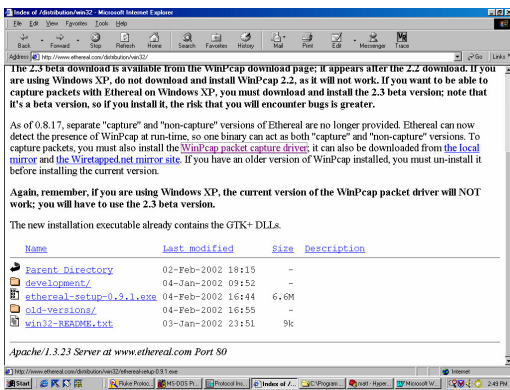 Index of /distribution/win32 - Microsoft Internet Explorer
File Edit View Favorites Tools Help
Back Forward Stop Refresh Home Search Favorites History Mail Print Edit Messenger Trace
Address http://www.ethereal.com/distribution/win32/ Go Links
The 2.3 beta download is available from the WinPcap download page; it appears after the 2.2 download. If you
are using Windows XP, do not download and install WinPcap 2.2, as it will not work. If you want to be able to
capture packets with Ethereal on Windows XP, you must download and install the 2.3 beta version; note that
it's a beta version, so if you install it, the risk that you will encounter bugs is greater.
As of 0.8.17, separate "capture" and "non-capture" versions of Ethereal are no longer provided. Ethereal can now
detect the presence of WinPcap at run-time, so one binary can act as both "capture" and "non-capture" versions. To
capture packets, you must also install the WinPcap packet capture driver; it can also be downloaded from the local
mirror and the Wiretapped.net mirror site. If you have an older version of WinPcap installed, you must un-install it
before installing the current version.
Again, remember, if you are using Windows XP, the current version of the WinPcap packet driver will NOT
work; you will have to use the 2.3 beta version.
The new installation executable already contains the GTK+ DLLs.
Name Last modified Size Description
Parent Directory 02-Feb-2002 18:15 -
development/ 04-Jan-2002 09:52 -
ethereal-setup-0.9.1.exe 04-Feb-2002 16:44 6.6M
old-versions/ 04-Feb-2002 16:55 -
win32-README.txt 03-Jan-2002 23:51 9k
Apache/1.3.23 Server at www.ethereal.com Port 80
http://www.ethereal.com/distribution/win32/ethereal-setup-0.9.1.exe Internet
Start Fluke Protoc... MS-DOS Pr... Protocol Ins... Index of /... C:\Program... matt - Hyper... Microsoft W... 2:49 PM